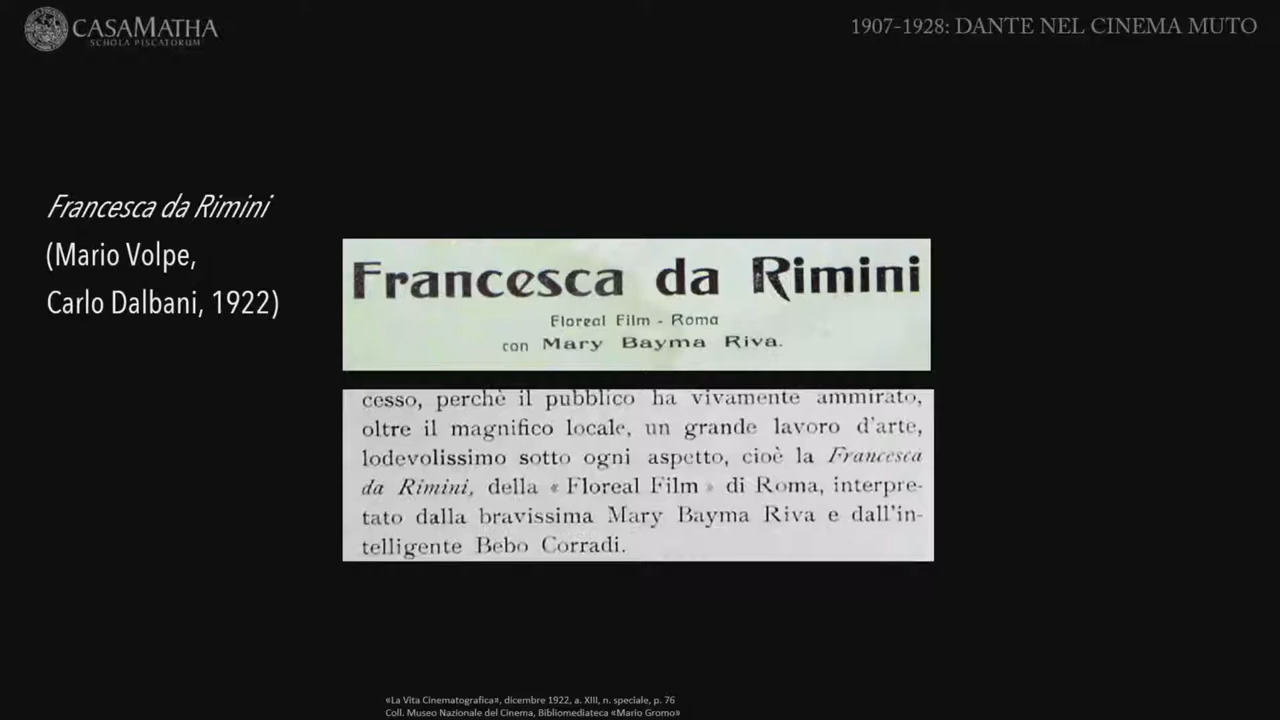 CASAMATHA
SCHOLA PISCATORUM
1907-1928: DANTE NEL CINEMA MUTO
Francesca da Rimini
(Mario Volpe,
Carlo Dalbani, 1922)
Francesca da Rimini
Floreal Film - Roma
con Mary Bayma Riva.
cesso, perchè il pubblico ha vivamente ammirato,
oltre il magnifico locale, un grande lavoro d'arte,
lodevolissimo sotto ogni aspetto, cioè la Francesca
da Rimini, della « Floreal Film » di Roma, interpre-
tato dalla bravissima Mary Bayma Riva e dall'in-
telligente Bebo Corradi.
«La Vita Cinematografica», dicembre 1922, a. XIII, n. speciale, p. 76
Coll. Museo Nazionale del Cinema, Bibliomediateca «Mario Gromo»